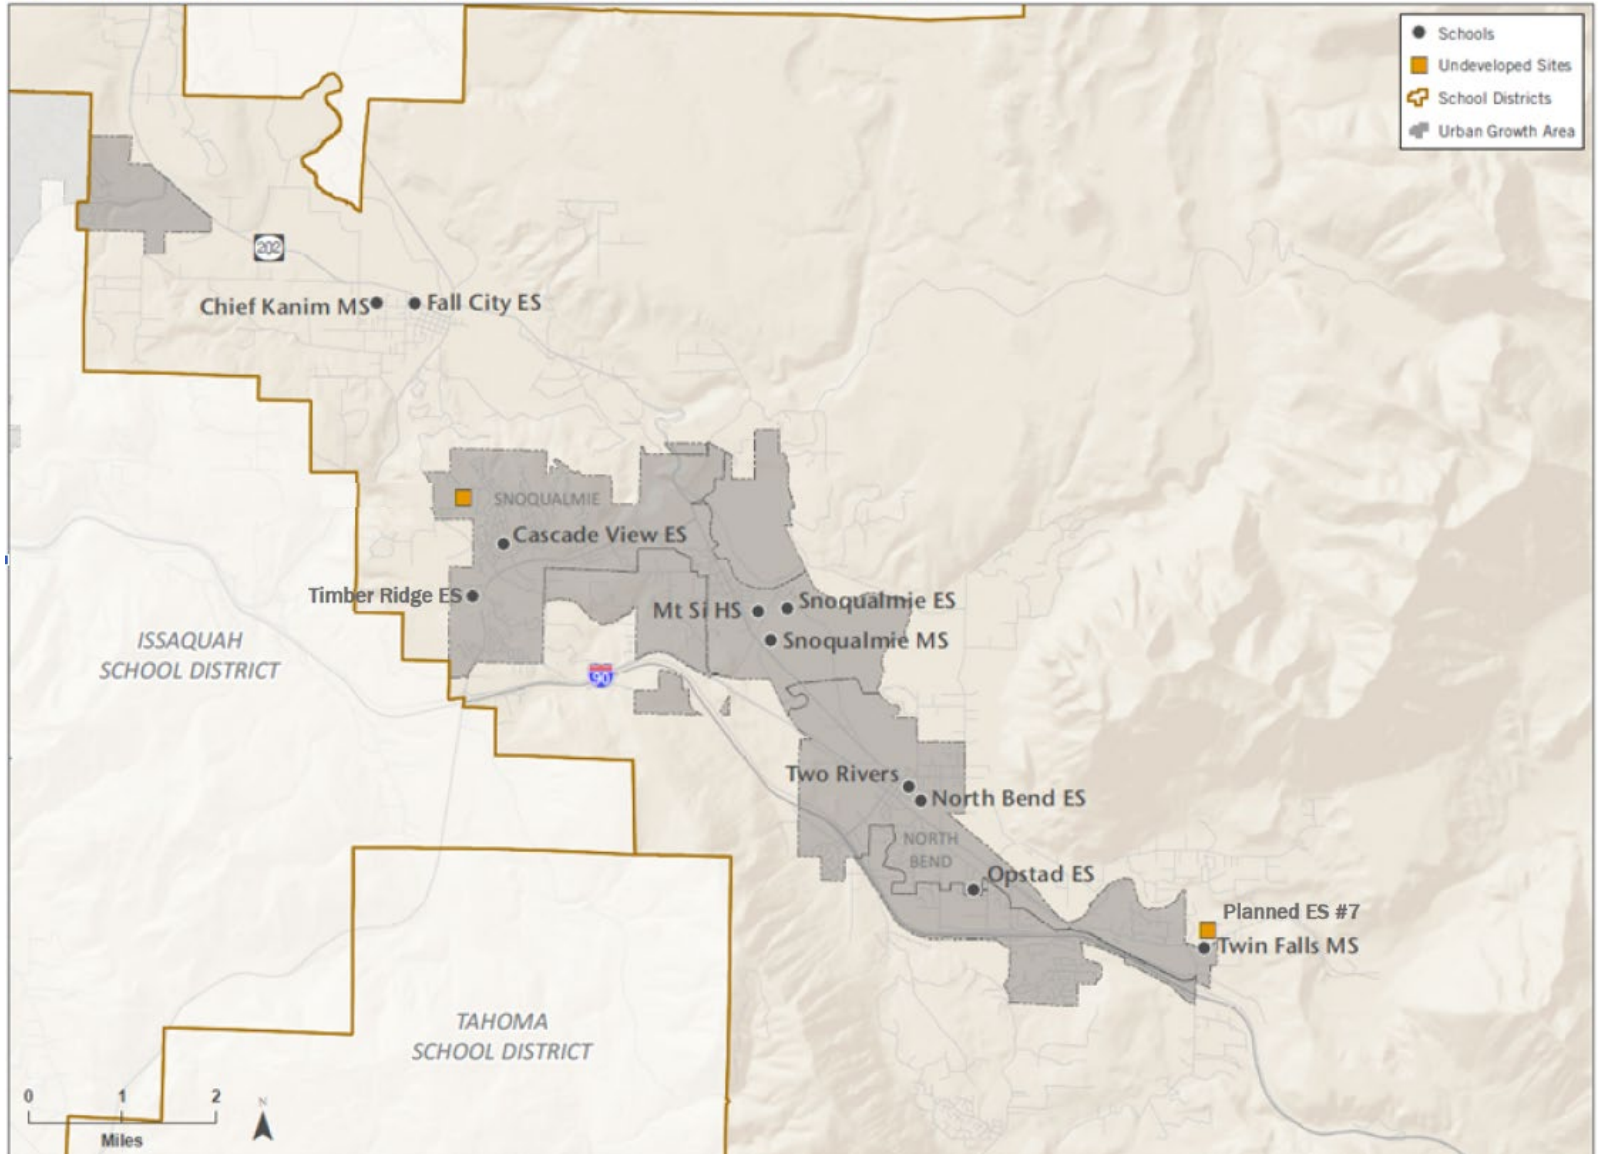 Schools
Undeveloped Sites
School Districts
Urban Growth Area
202
Chief Kanim MS
Fall City ES
SNOQUALMIE
Cascade View ES
Timber Ridge ES
Mt Si HS
Snoqualmie ES
Snoqualmie MS
ISSAQUAH
SCHOOL DISTRICT
90
Two Rivers
North Bend ES
NORTH
BEND
Opstad ES
Planned ES #7
Twin Falls MS
TAHOMA
SCHOOL DISTRICT
0 1 2
Miles
N